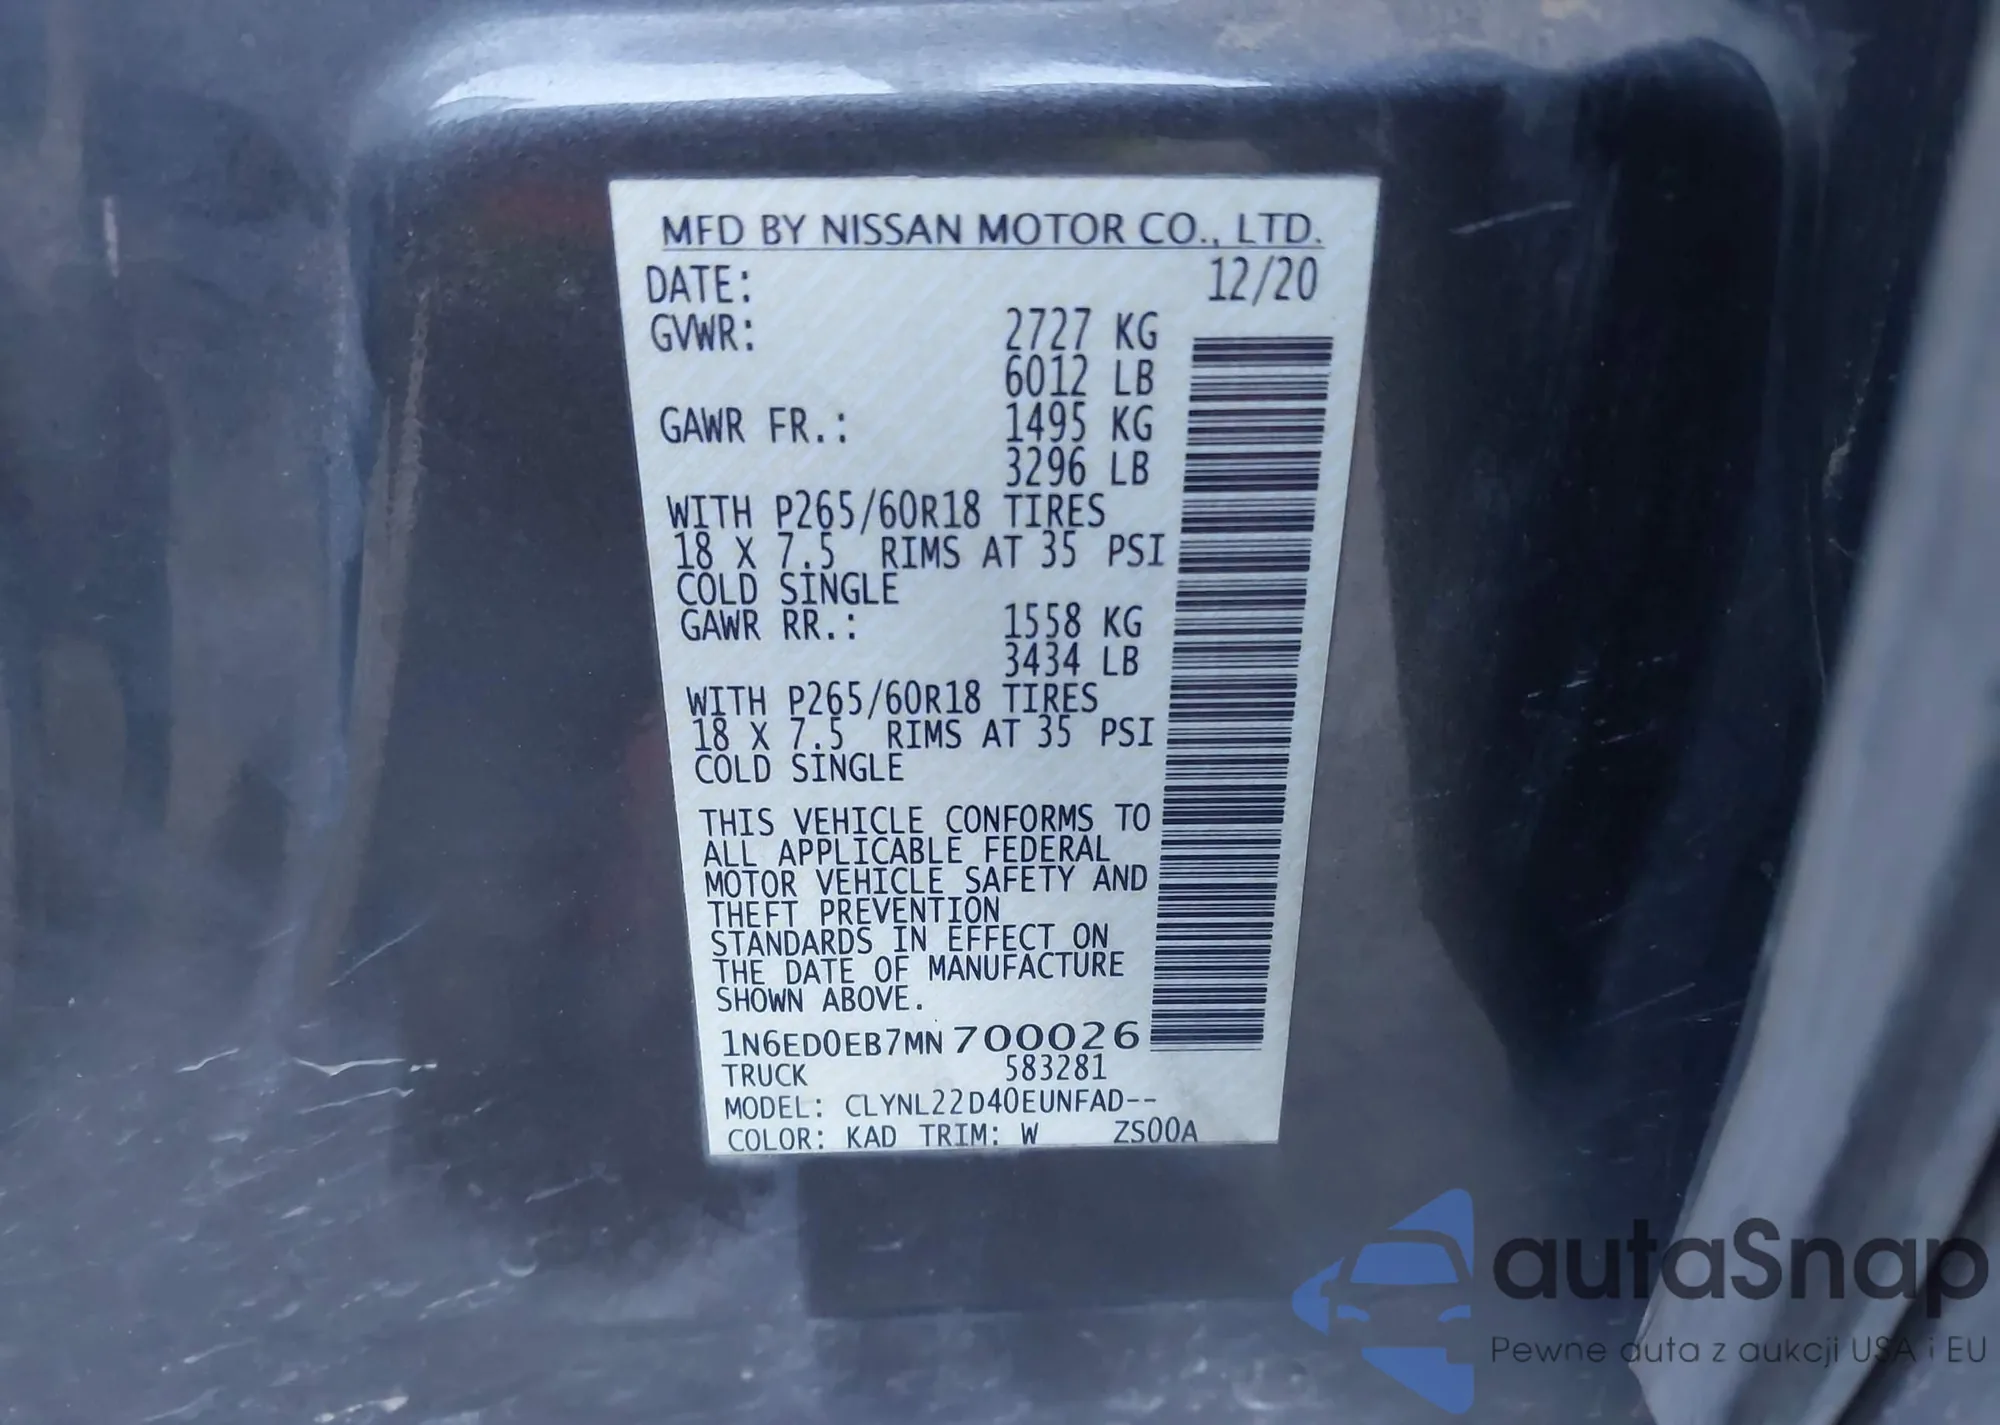 MFD BY NISSAN MOTOR CO., LTD.
DATE: 12/20
GVWR: 2727 KG
6012 LB
GAWR FR.: 1495 KG
3296 LB
WITH P265/60R18 TIRES
18 X 7.5 RIMS AT 35 PSI
COLD SINGLE
GAWR RR.: 1558 KG
3434 LB
WITH P265/60R18 TIRES
18 X 7.5 RIMS AT 35 PSI
COLD SINGLE
THIS VEHICLE CONFORMS TO
ALL APPLICABLE FEDERAL
MOTOR VEHICLE SAFETY AND
THEFT PREVENTION
STANDARDS IN EFFECT ON
THE DATE OF MANUFACTURE
SHOWN ABOVE.
1N6ED0EB7MN700026
TRUCK 583281
MODEL: CLYNL22D40EUNFAD--
COLOR: KAD TRIM: W ZS00A
autaSnap
Pewne auta z aukcji USA i EU